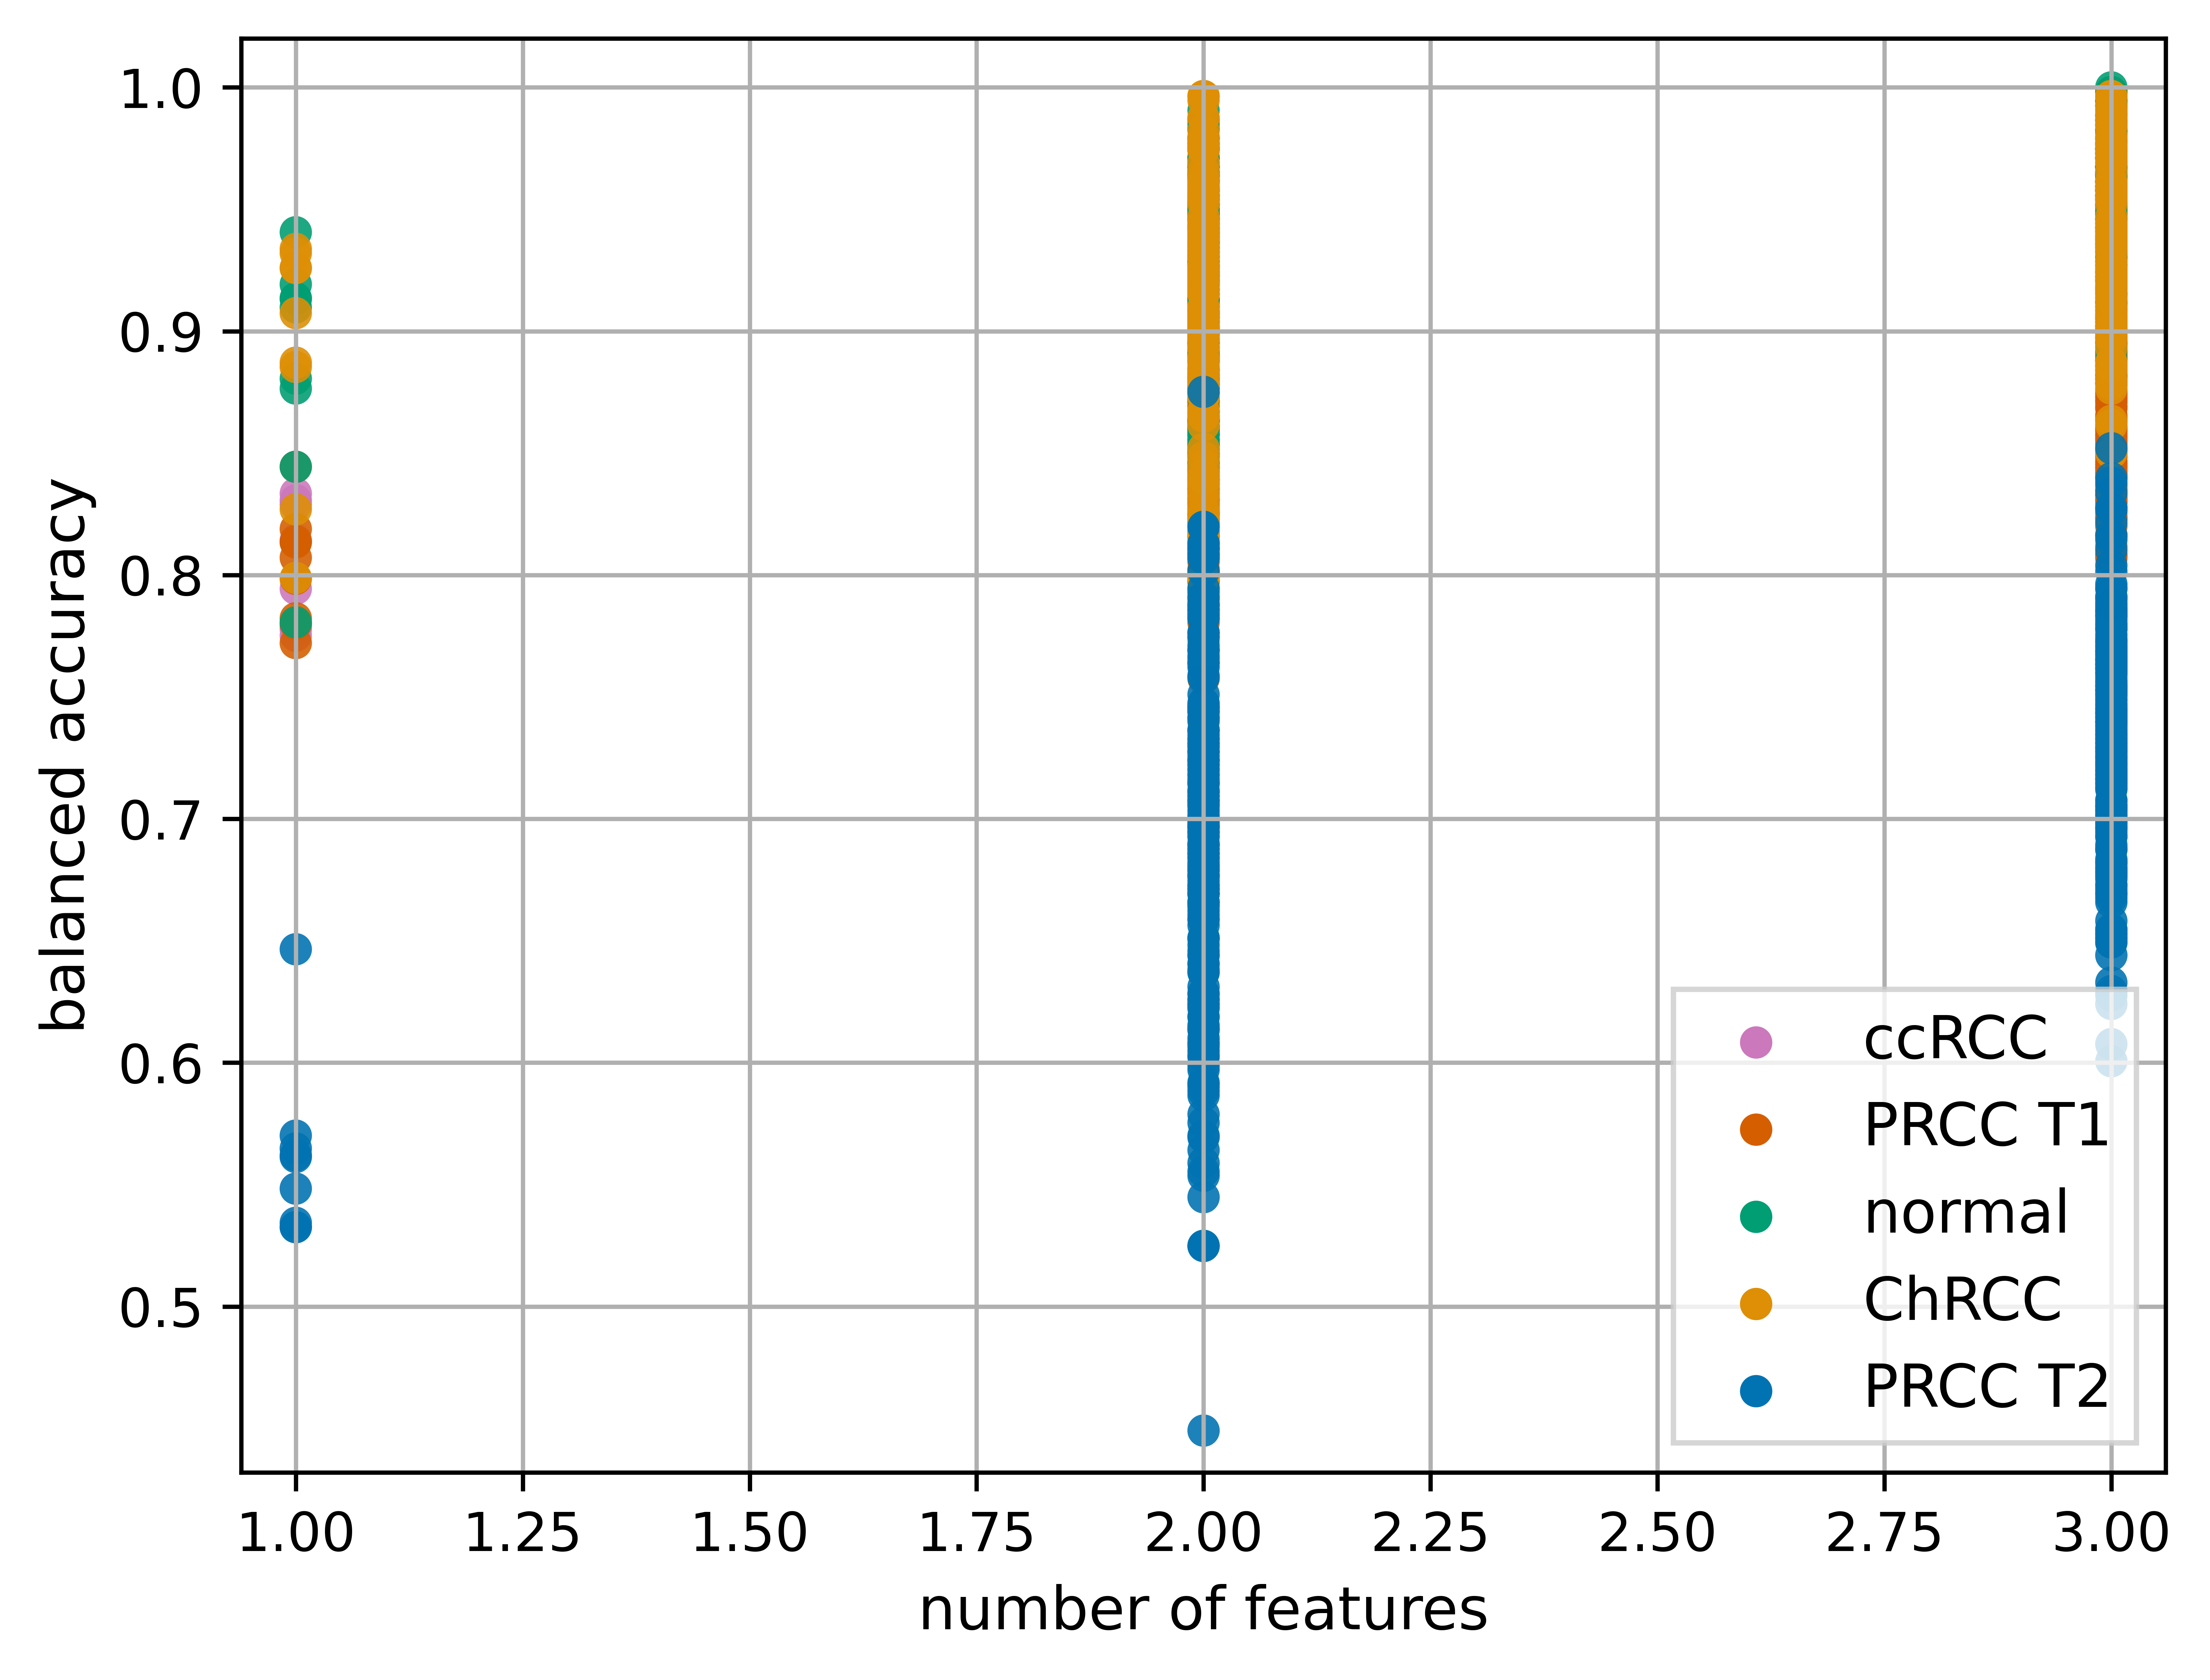 balanced accuracy
1.0
0.9
0.8
0.7
0.6
0.5
ccRCC
PRCC T1
normal
ChRCC
PRCC T2
1.00 1.25 1.50 1.75 2.00 2.25 2.50 2.75 3.00
number of features